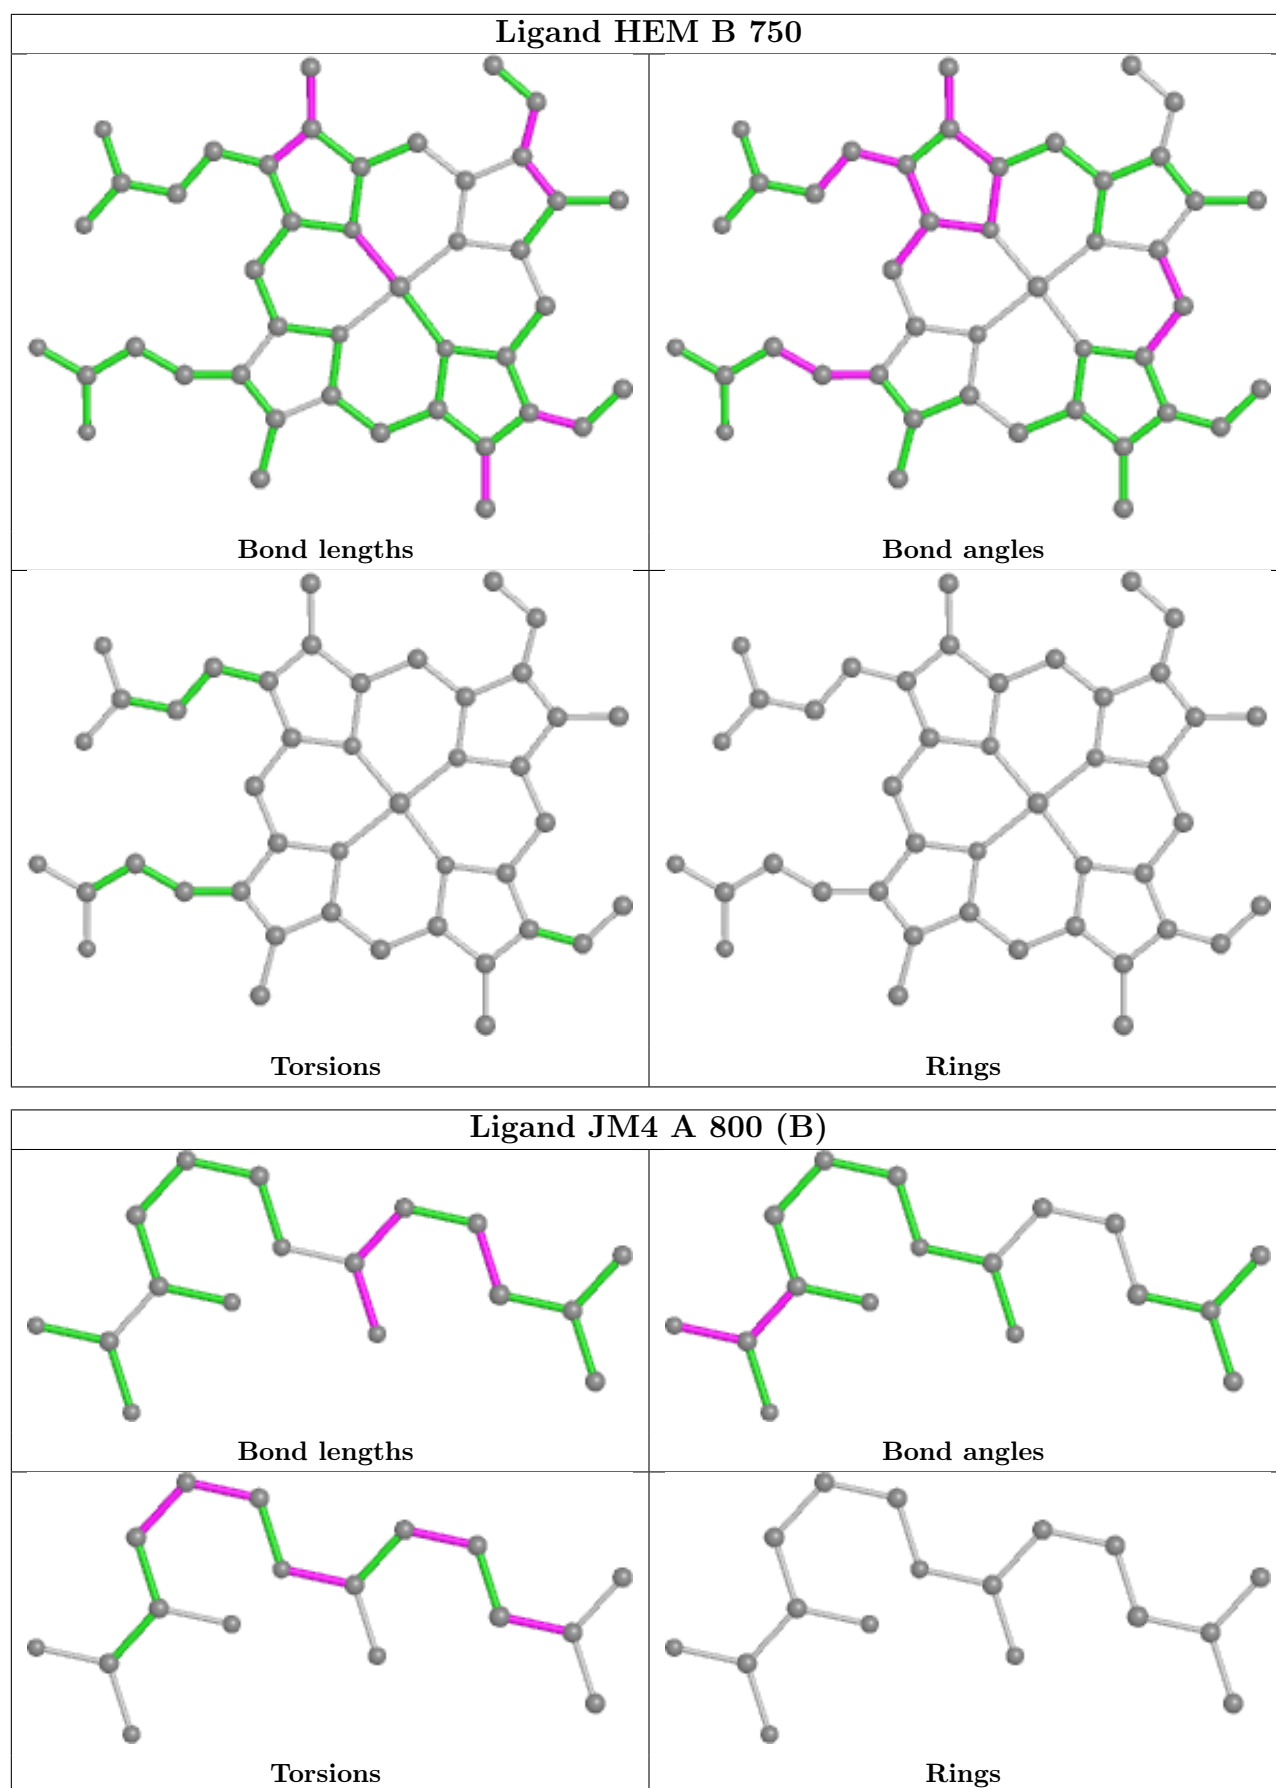 Ligand HEM B 750
Bond lengths
Bond angles
Torsions
Rings
Ligand JM4 A 800 (B)
Bond lengths
Bond angles
Torsions
Rings